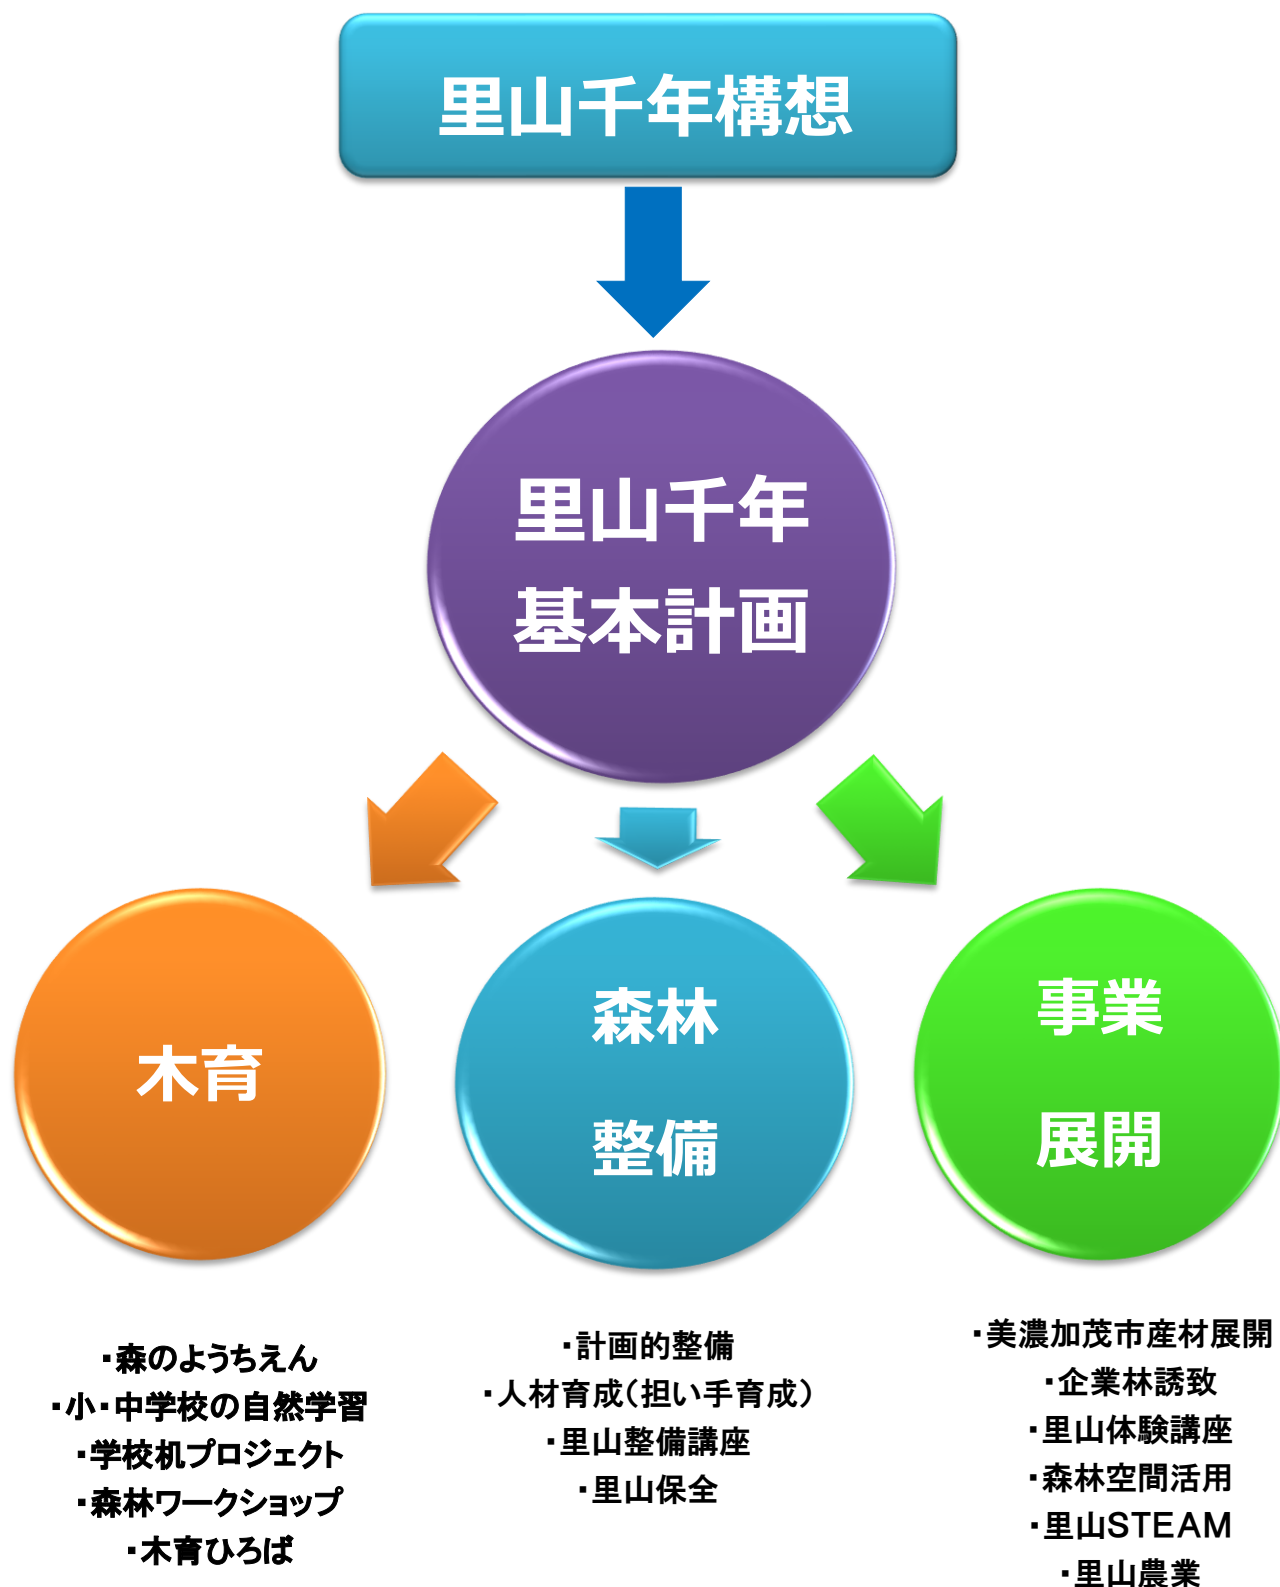 里山千年構想
里山千年
基本計画
木育
森林
整備
事業
展開
・森のようちえん
・小・中学校の自然学習
・学校机プロジェクト
・森林ワークショップ
・木育ひろば
・計画的整備
・人材育成（担い手育成）
・里山整備講座
・里山保全
・美濃加茂市産材展開
・企業林誘致
・里山体験講座
・森林空間活用
・里山STEAM
・里山農業